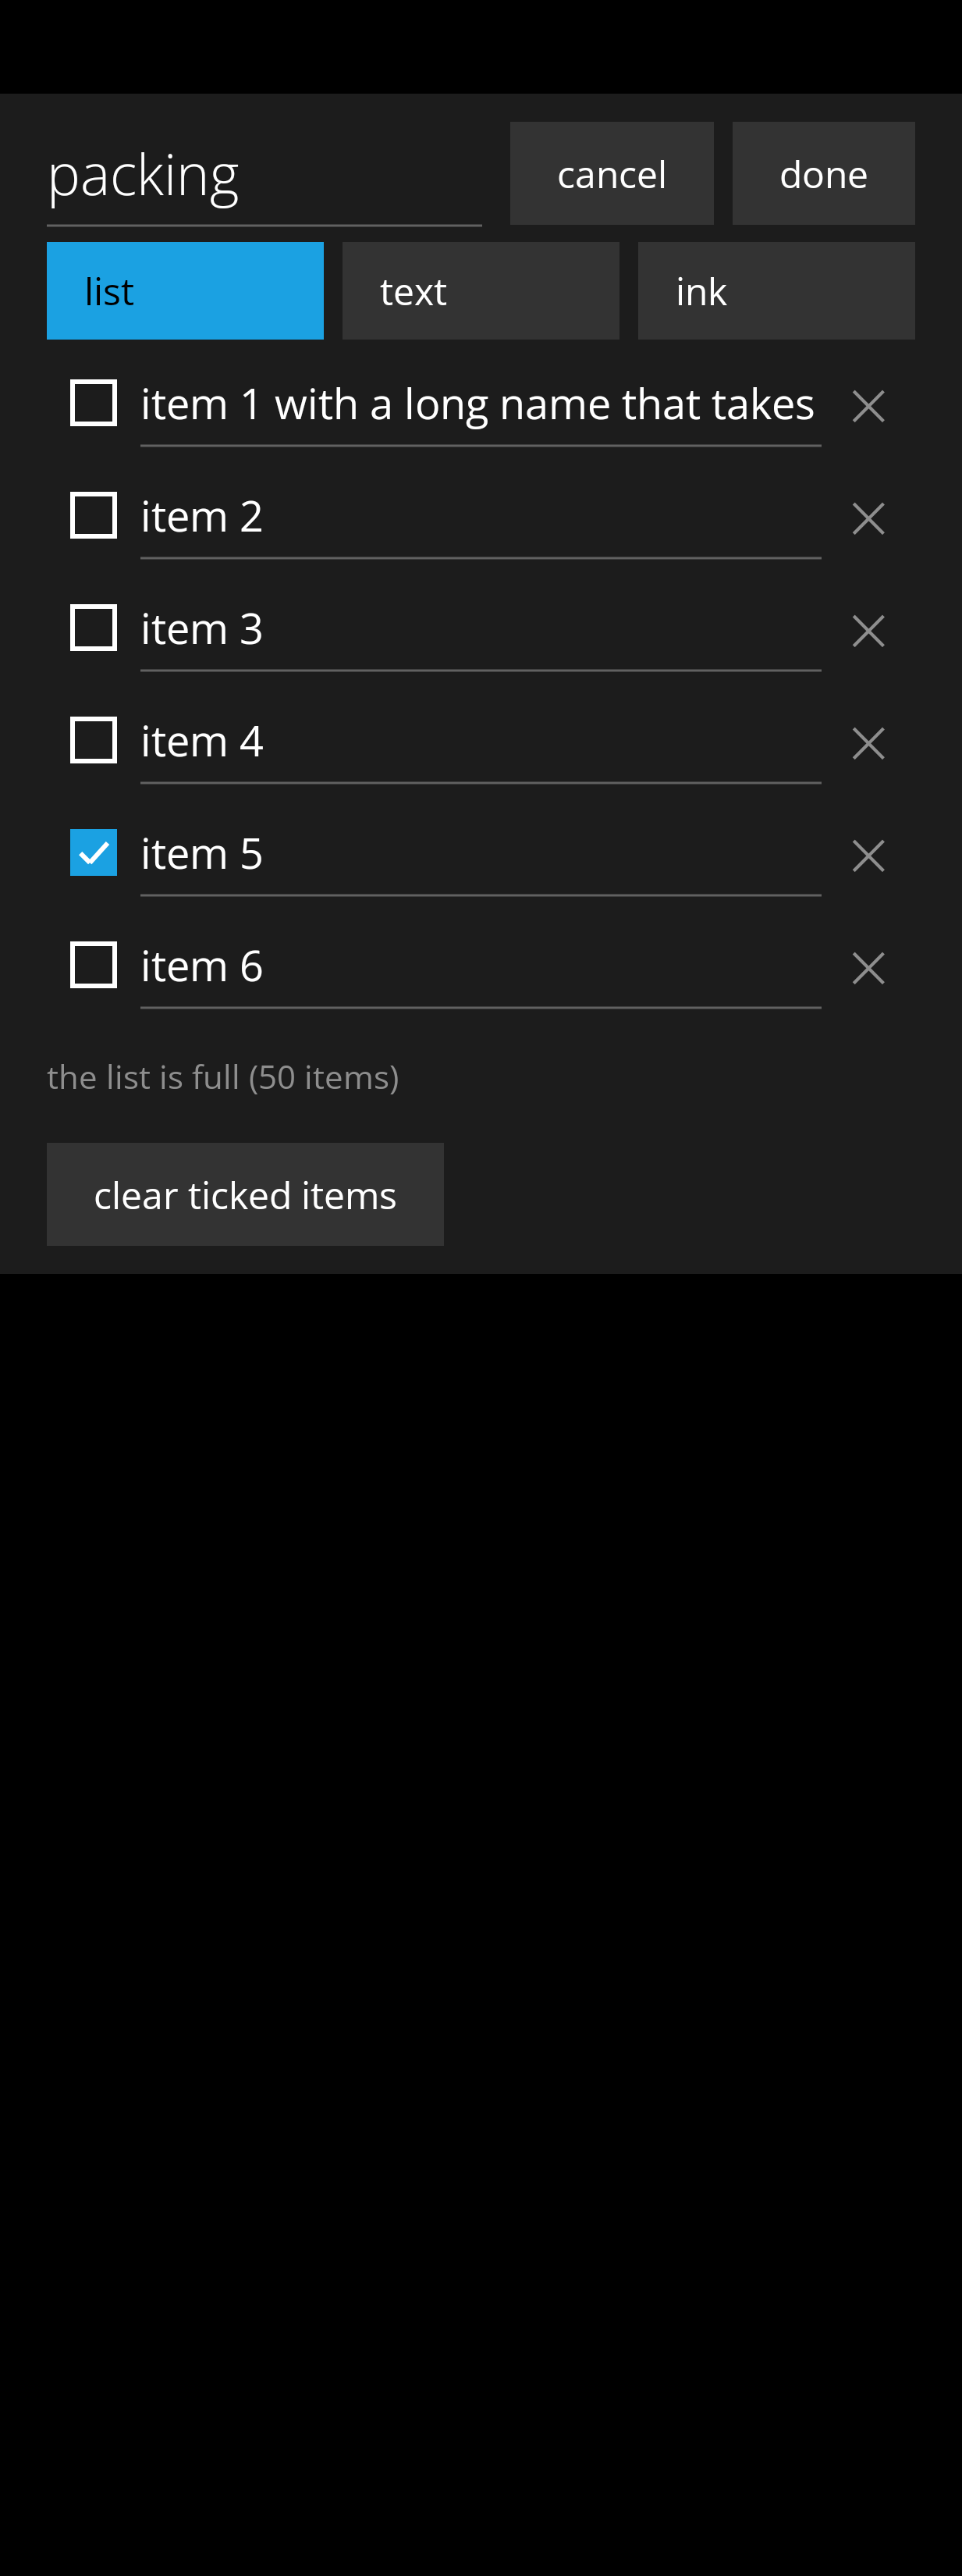 packing
cancel
done
list
text
ink
item 1 with a long name that takes
item 2
item 3
item 4
item 5
item 6
the list is full (50 items)
clear ticked items